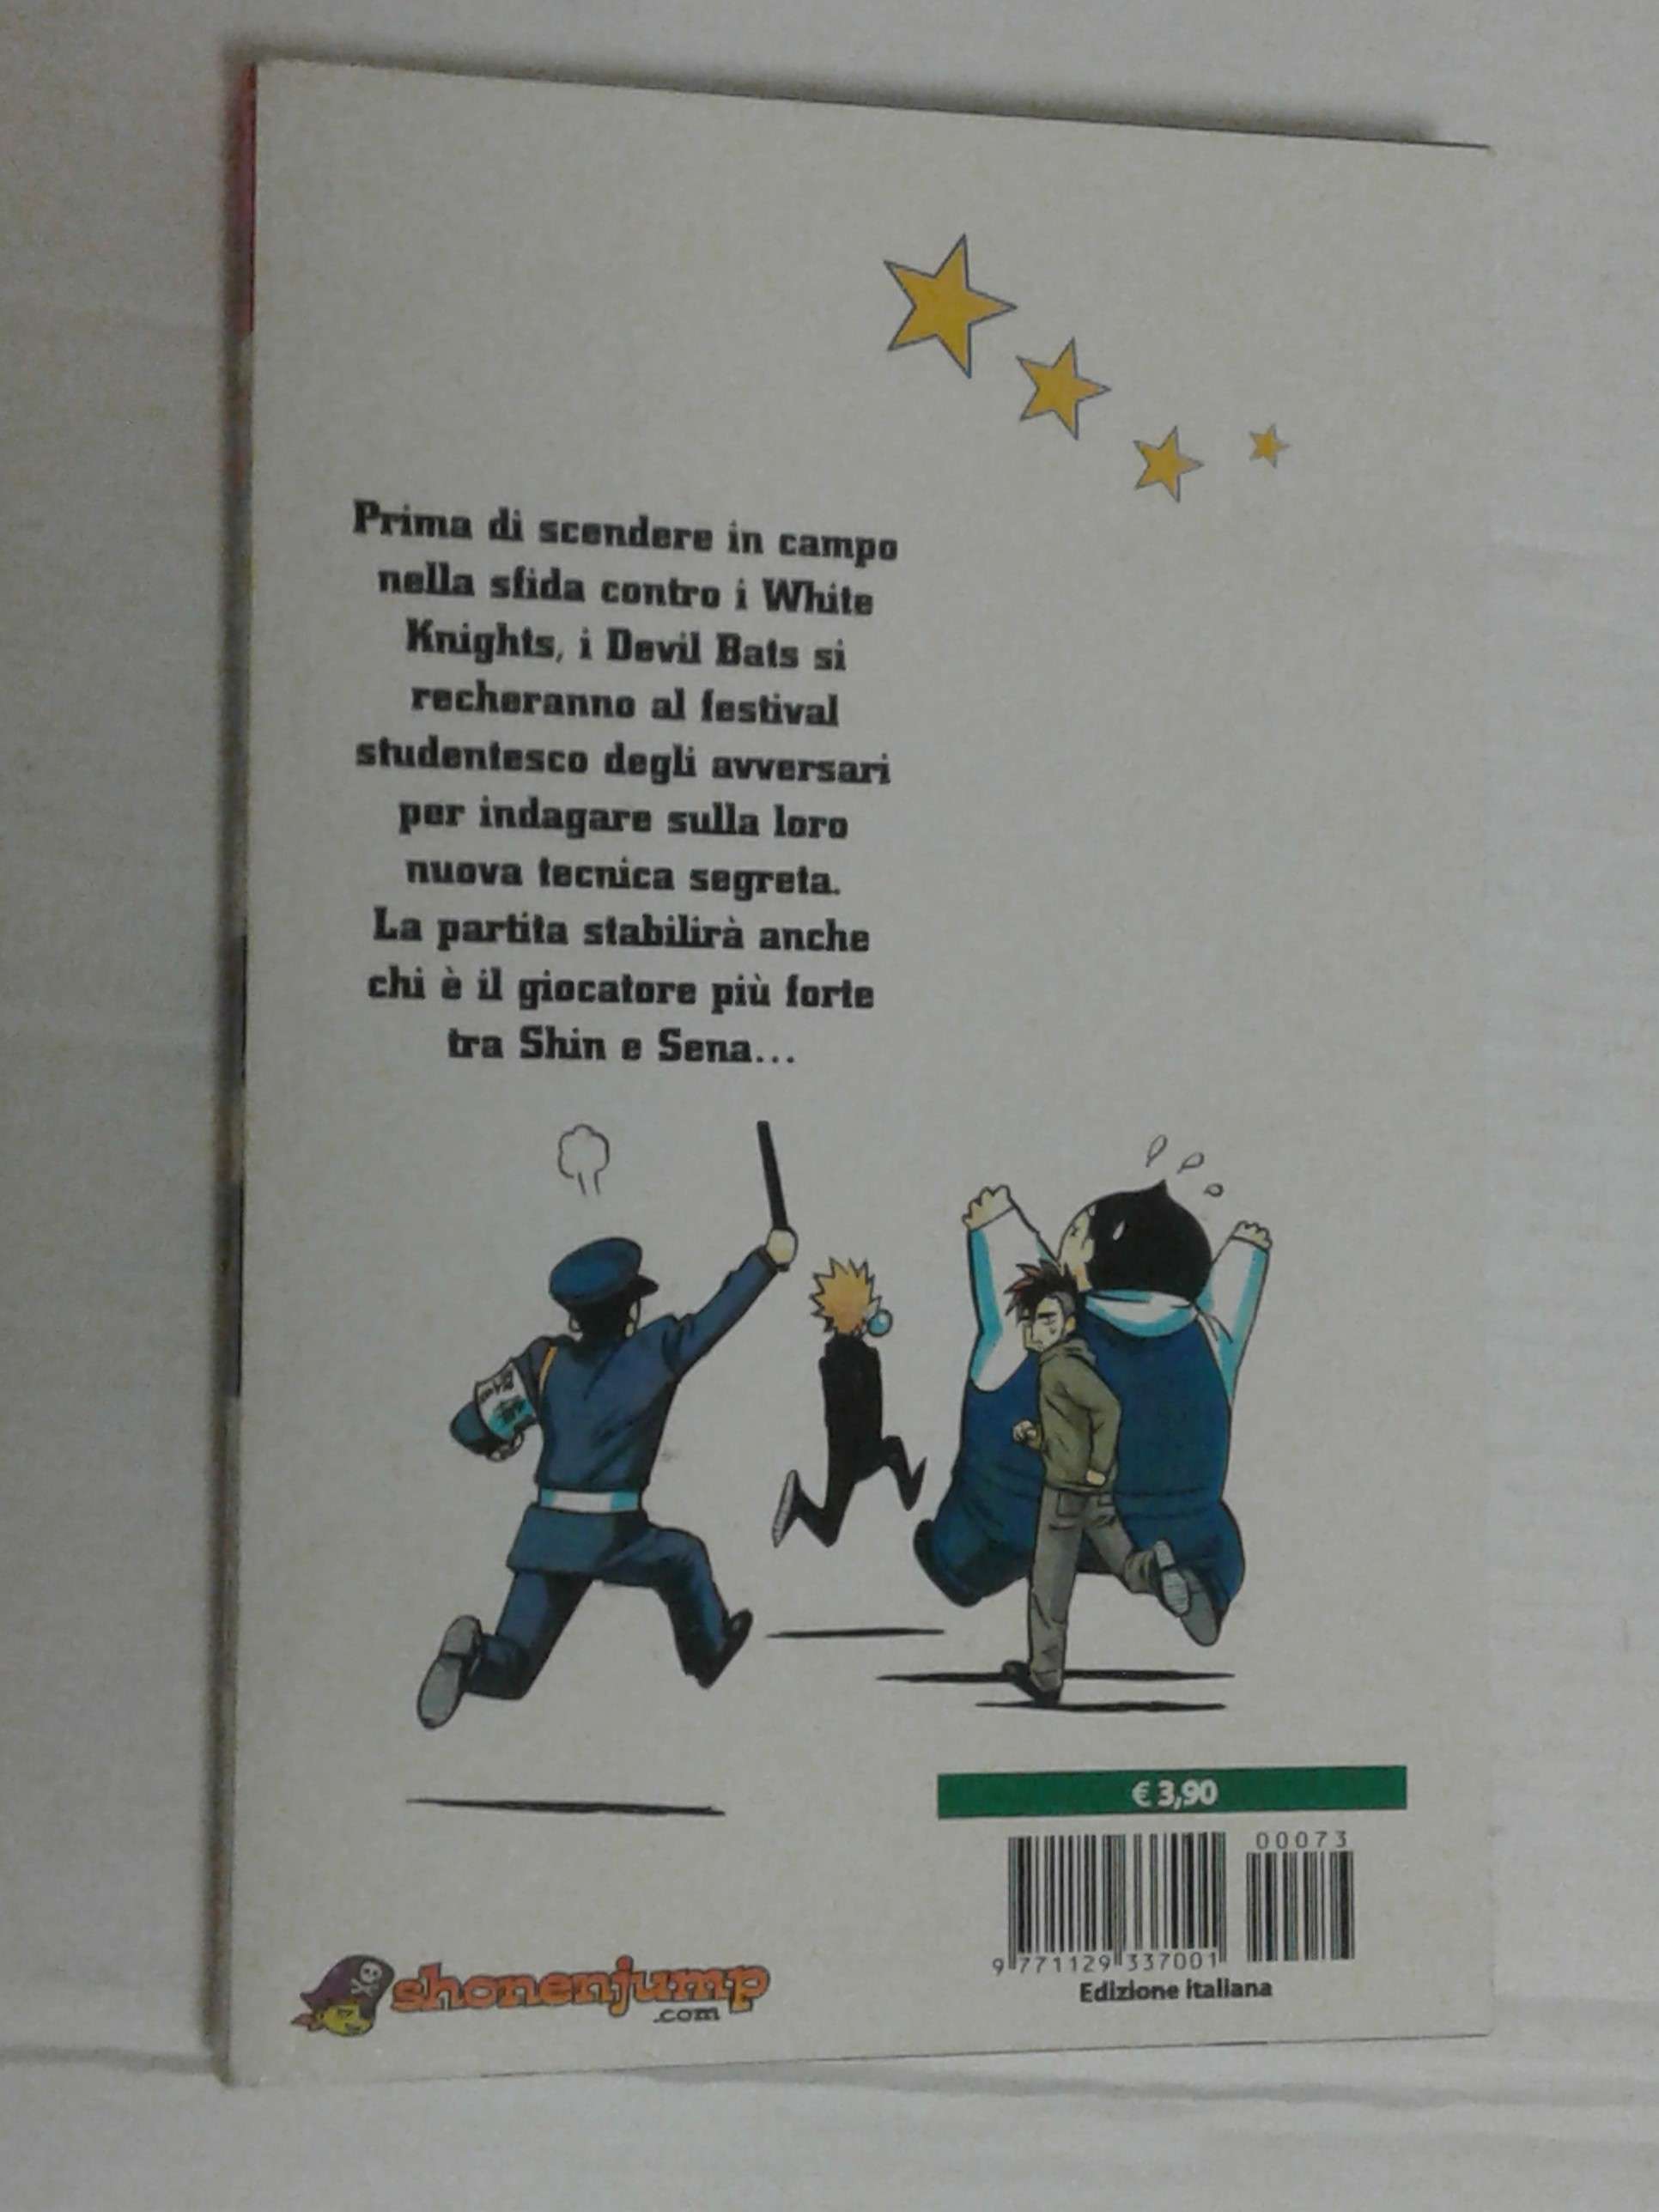 Prima di scendere in campo
nella sfida contro i White
Knights, i Devil Bats si
recheranno al festival
studentesco degli avversari
per indagare sulla loro
nuova tecnica segreta.
La partita stabilirà anche
chi è il giocatore più forte
tra Shin e Sena...
€ 3,90
00073
9 771129 337001
Edizione italiana
shonenjump
.com